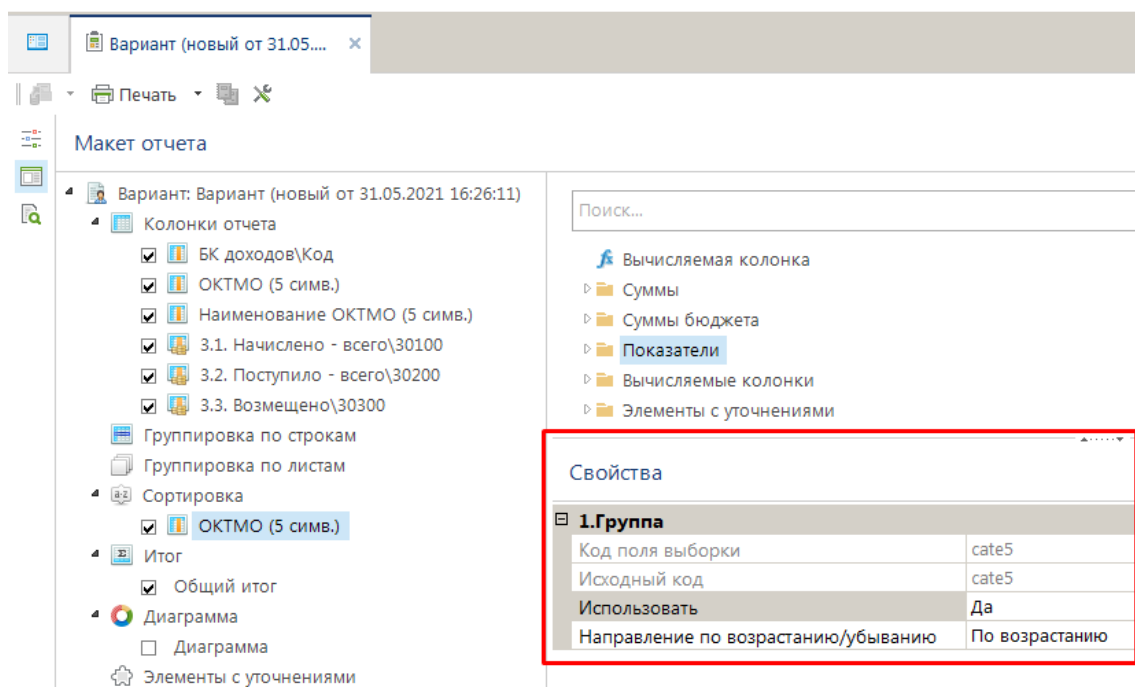 Вариант (новый от 31.05....
Печать
Макет отчета
Вариант: Вариант (новый от 31.05.2021 16:26:11)
Колонки отчета
БК доходов\Код
ОКТМО (5 симв.)
Наименование ОКТМО (5 симв.)
3.1. Начислено - всего\30100
3.2. Поступило - всего\30200
3.3. Возмещено\30300
Группировка по строкам
Группировка по листам
Сортировка
ОКТМО (5 симв.)
Итог
Общий итог
Диаграмма
Диаграмма
Элементы с уточнениями
Поиск...
Вычисляемая колонка
Суммы
Суммы бюджета
Показатели
Вычисляемые колонки
Элементы с уточнениями
Свойства
1.Группа
Код поля выборки cate5
Исходный код cate5
Использовать Да
Направление по возрастанию/убыванию По возрастанию